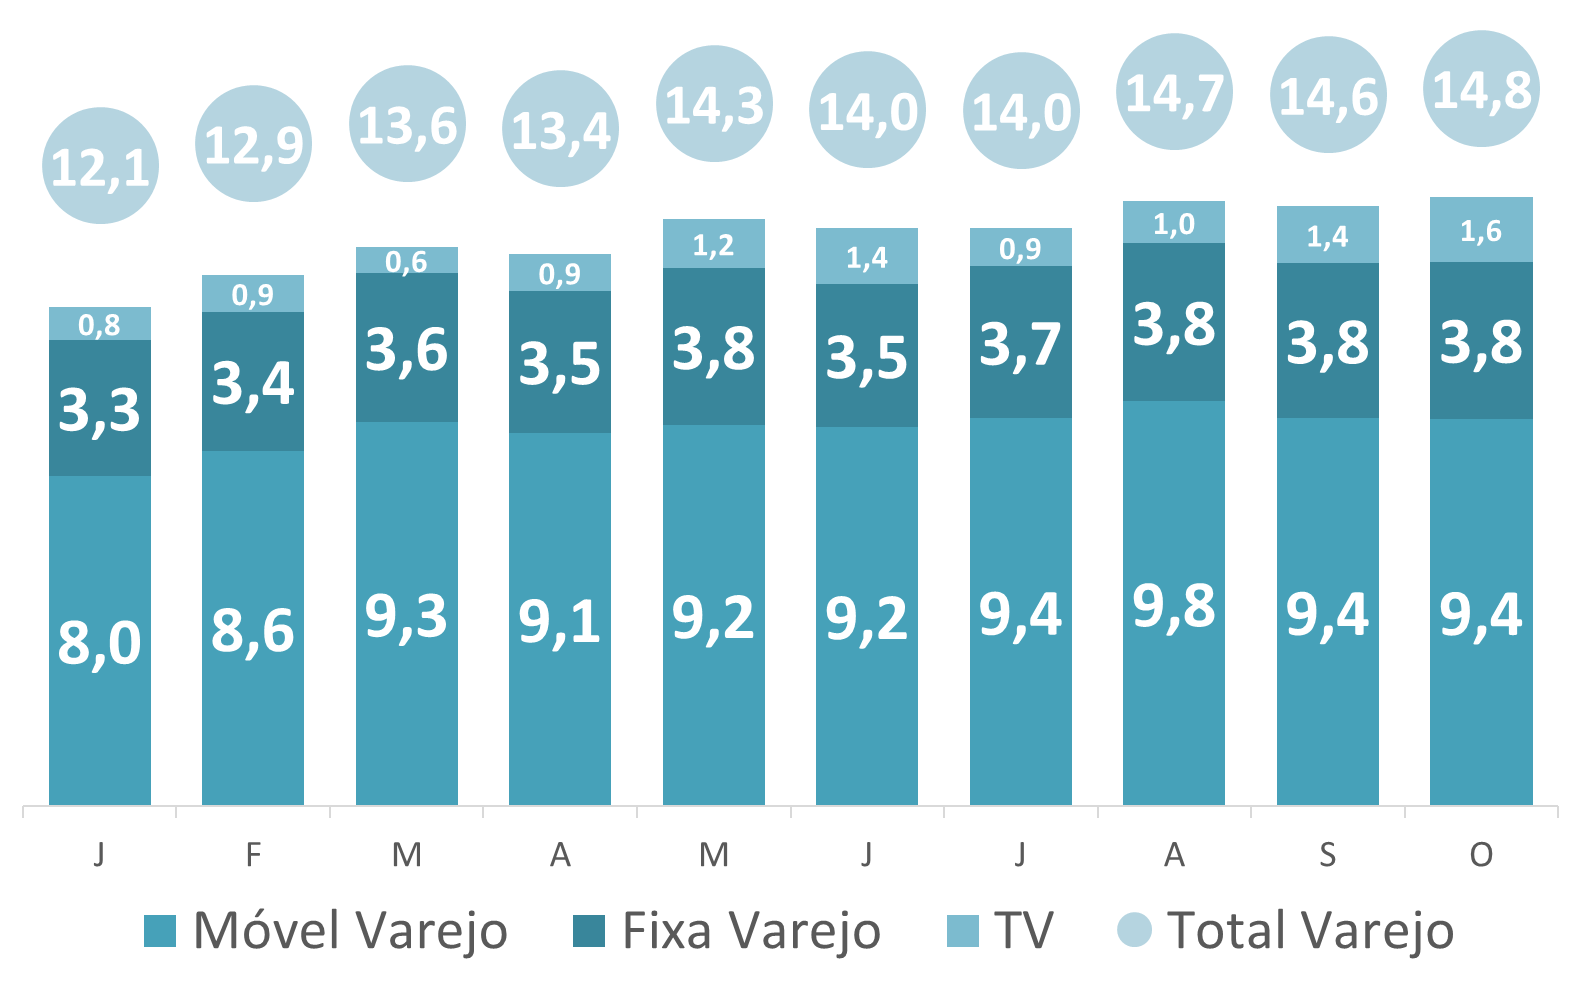 12,1 12,9 13,6 13,4 14,3 14,0 14,0 14,7 14,6 14,8
0,8 0,9 0,6 0,9 1,2 1,4 0,9 1,0 1,4 1,6
3,3 3,4 3,6 3,5 3,8 3,5 3,7 3,8 3,8 3,8
8,0 8,6 9,3 9,1 9,2 9,2 9,4 9,8 9,4 9,4
J F M A M J J A S O
Móvel Varejo Fixa Varejo TV Total Varejo